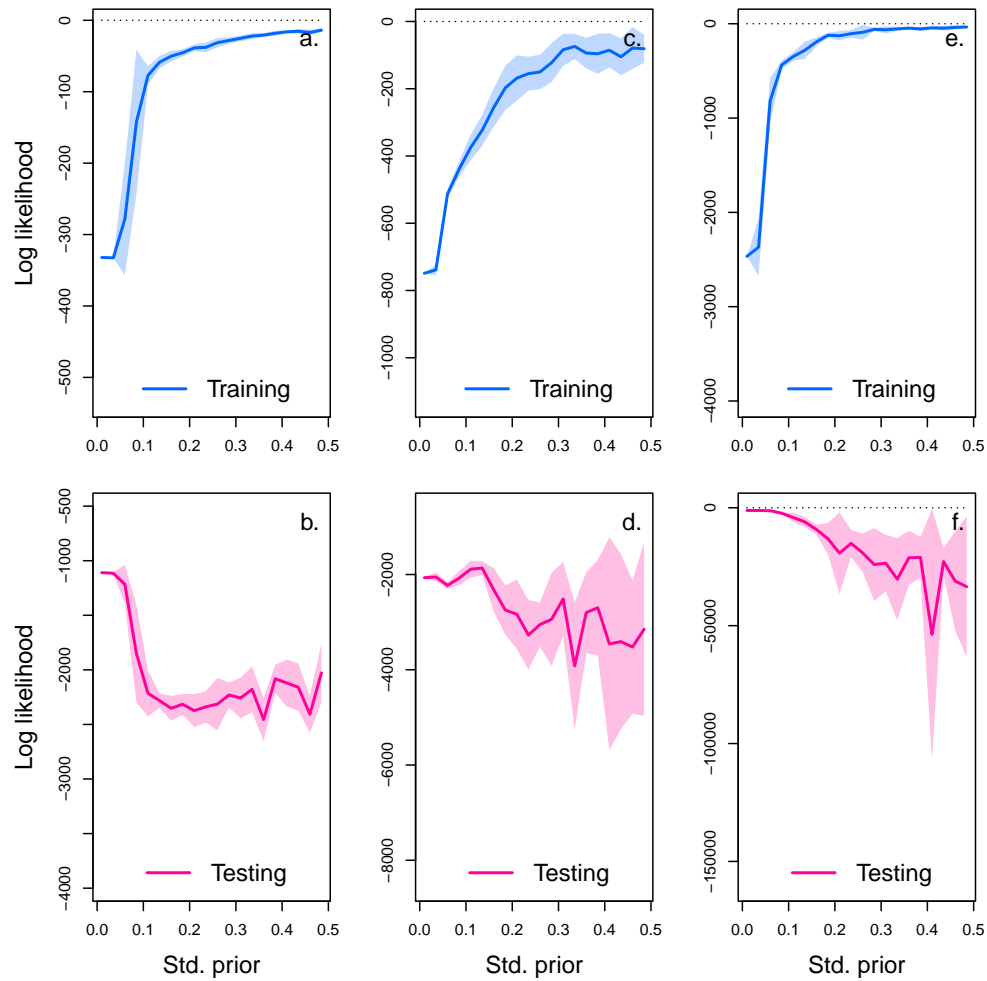 0 −100 −200 −300 −400 −500
Log likelihood
a.
Training
0.0 0.1 0.2 0.3 0.4 0.5
0 −200 −400 −600 −800 −1000
c.
Training
0.0 0.1 0.2 0.3 0.4 0.5
0 −1000 −2000 −3000 −4000
e.
Training
0.0 0.1 0.2 0.3 0.4 0.5
−500 −1000 −2000 −3000 −4000
Log likelihood
b.
Testing
0.0 0.1 0.2 0.3 0.4 0.5
Std. prior
−2000 −4000 −6000 −8000
d.
Testing
0.0 0.1 0.2 0.3 0.4 0.5
Std. prior
0 −50000 −100000 −150000
f.
Testing
0.0 0.1 0.2 0.3 0.4 0.5
Std. prior